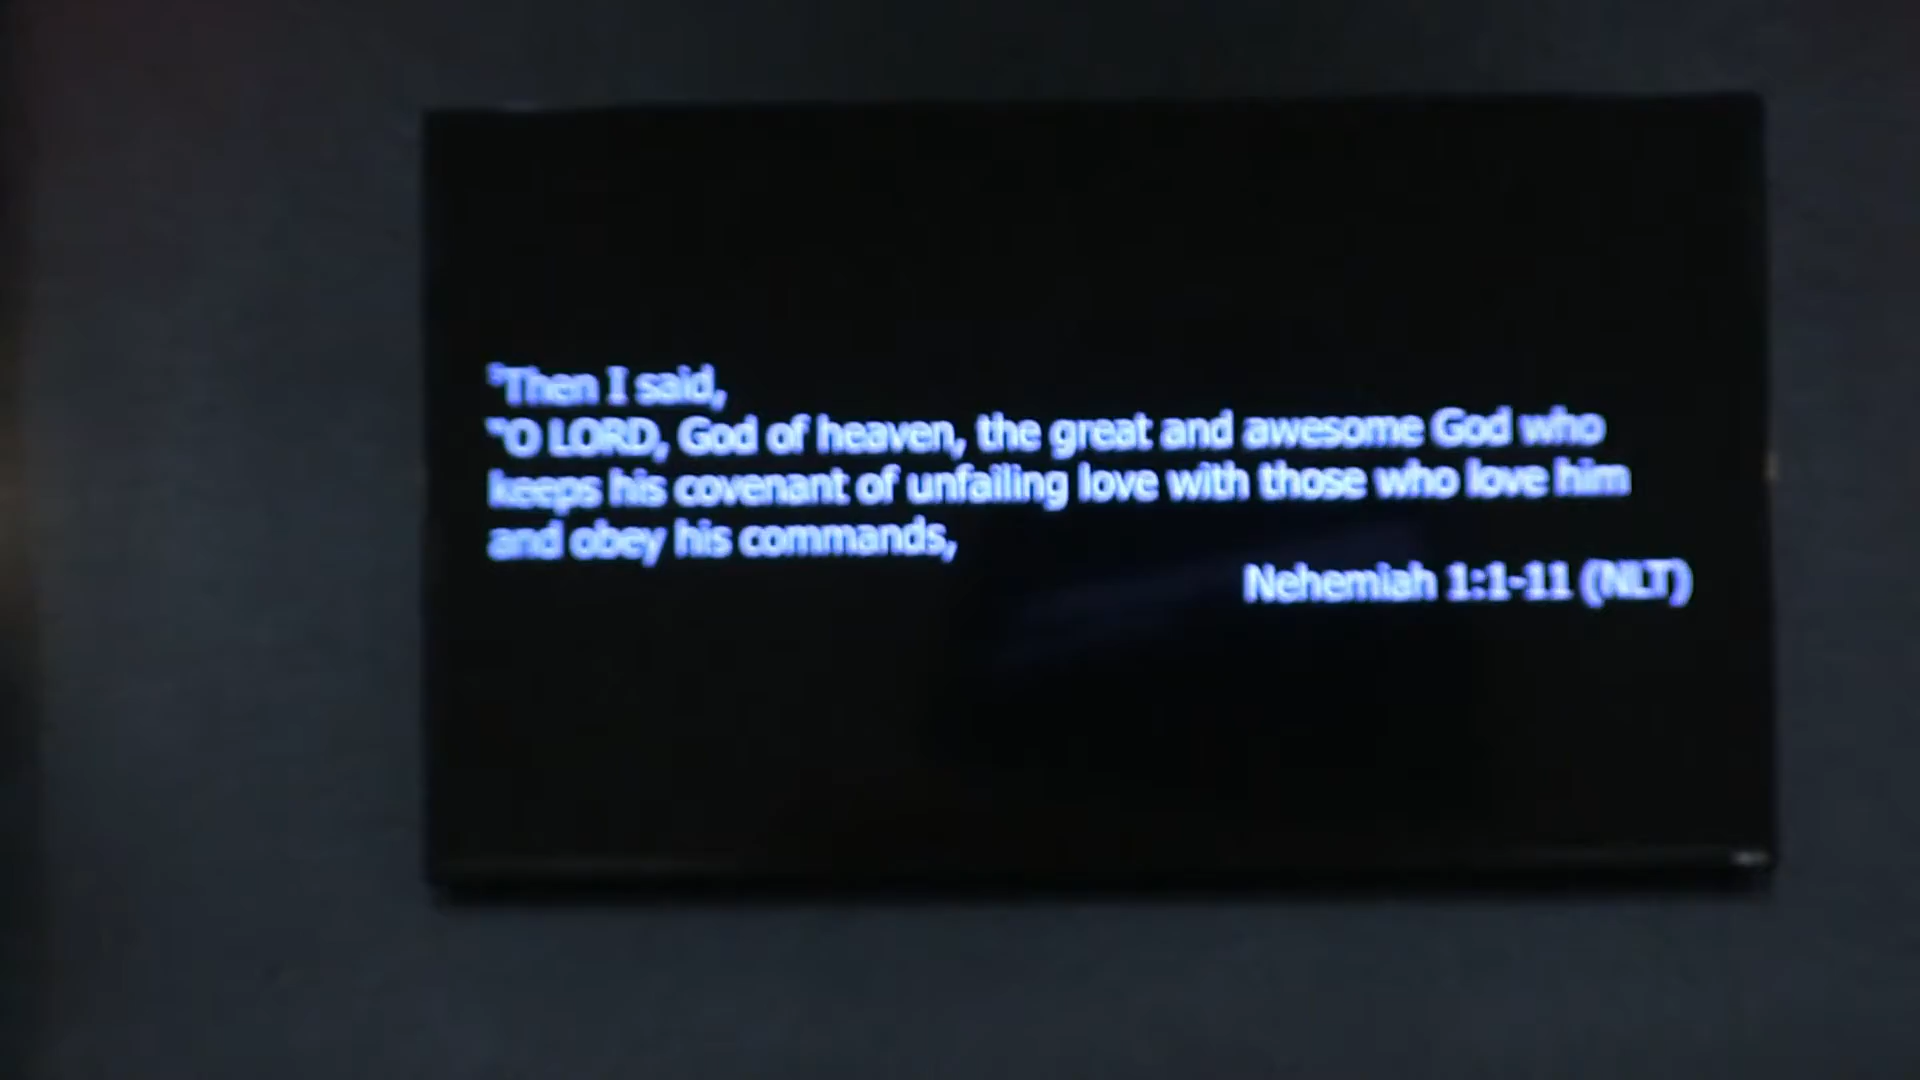 ⁵Then I said,
"O LORD, God of heaven, the great and awesome God who
keeps his covenant of unfailing love with those who love him
and obey his commands,
Nehemiah 1:1-11 (NLT)